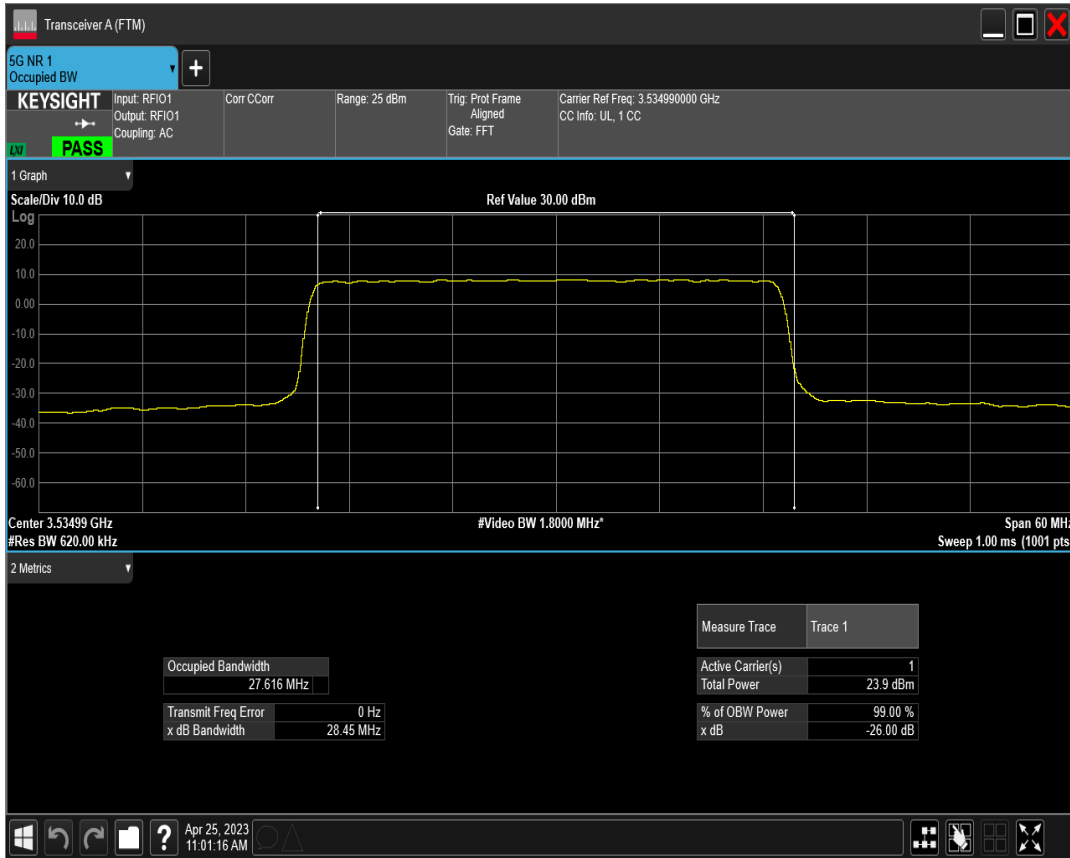 Transceiver A (FTM)
5G NR 1
Occupied BW
+
KEYSIGHT
LXI
PASS
Input: RFIO1
Output: RFIO1
Coupling: AC
Corr CCorr
Range: 25 dBm
Trig: Prot Frame
Aligned
Gate: FFT
Carrier Ref Freq: 3.534990000 GHz
CC Info: UL, 1 CC
1 Graph
Scale/Div 10.0 dB
Ref Value 30.00 dBm
Log
20.0
10.0
0.00
-10.0
-20.0
-30.0
-40.0
-50.0
-60.0
Center 3.53499 GHz
#Video BW 1.8000 MHz*
Span 60 MHz
#Res BW 620.00 kHz
Sweep 1.00 ms (1001 pts
2 Metrics
Measure Trace Trace 1
Occupied Bandwidth
27.616 MHz
Active Carrier(s) 1
Total Power 23.9 dBm
Transmit Freq Error 0 Hz
x dB Bandwidth 28.45 MHz
% of OBW Power 99.00 %
x dB -26.00 dB
?
Apr 25, 2023
11:01:16 AM